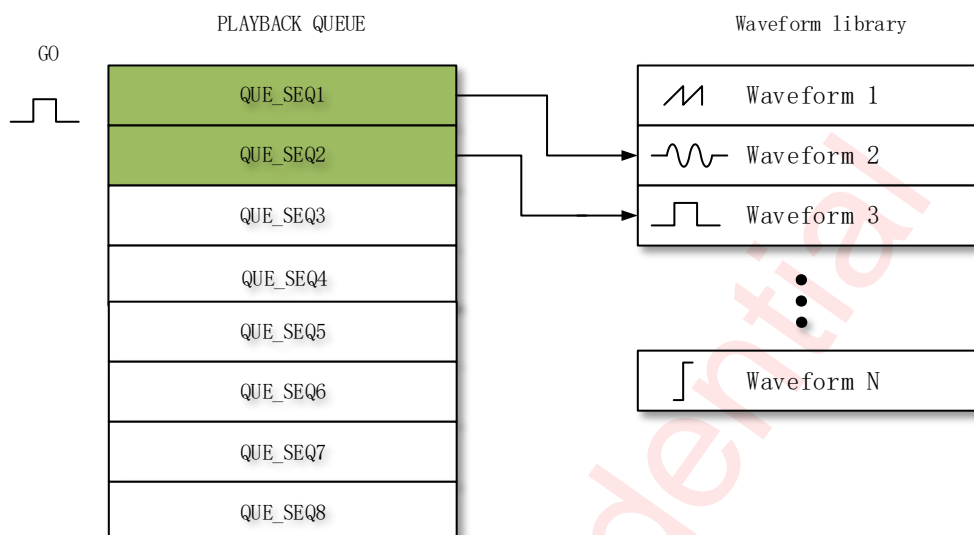 PLAYBACK QUEUE
Waveform library
GO
QUE_SEQ1
QUE_SEQ2
QUE_SEQ3
QUE_SEQ4
QUE_SEQ5
QUE_SEQ6
QUE_SEQ7
QUE_SEQ8
Waveform 1
Waveform 2
Waveform 3
Waveform N
dential